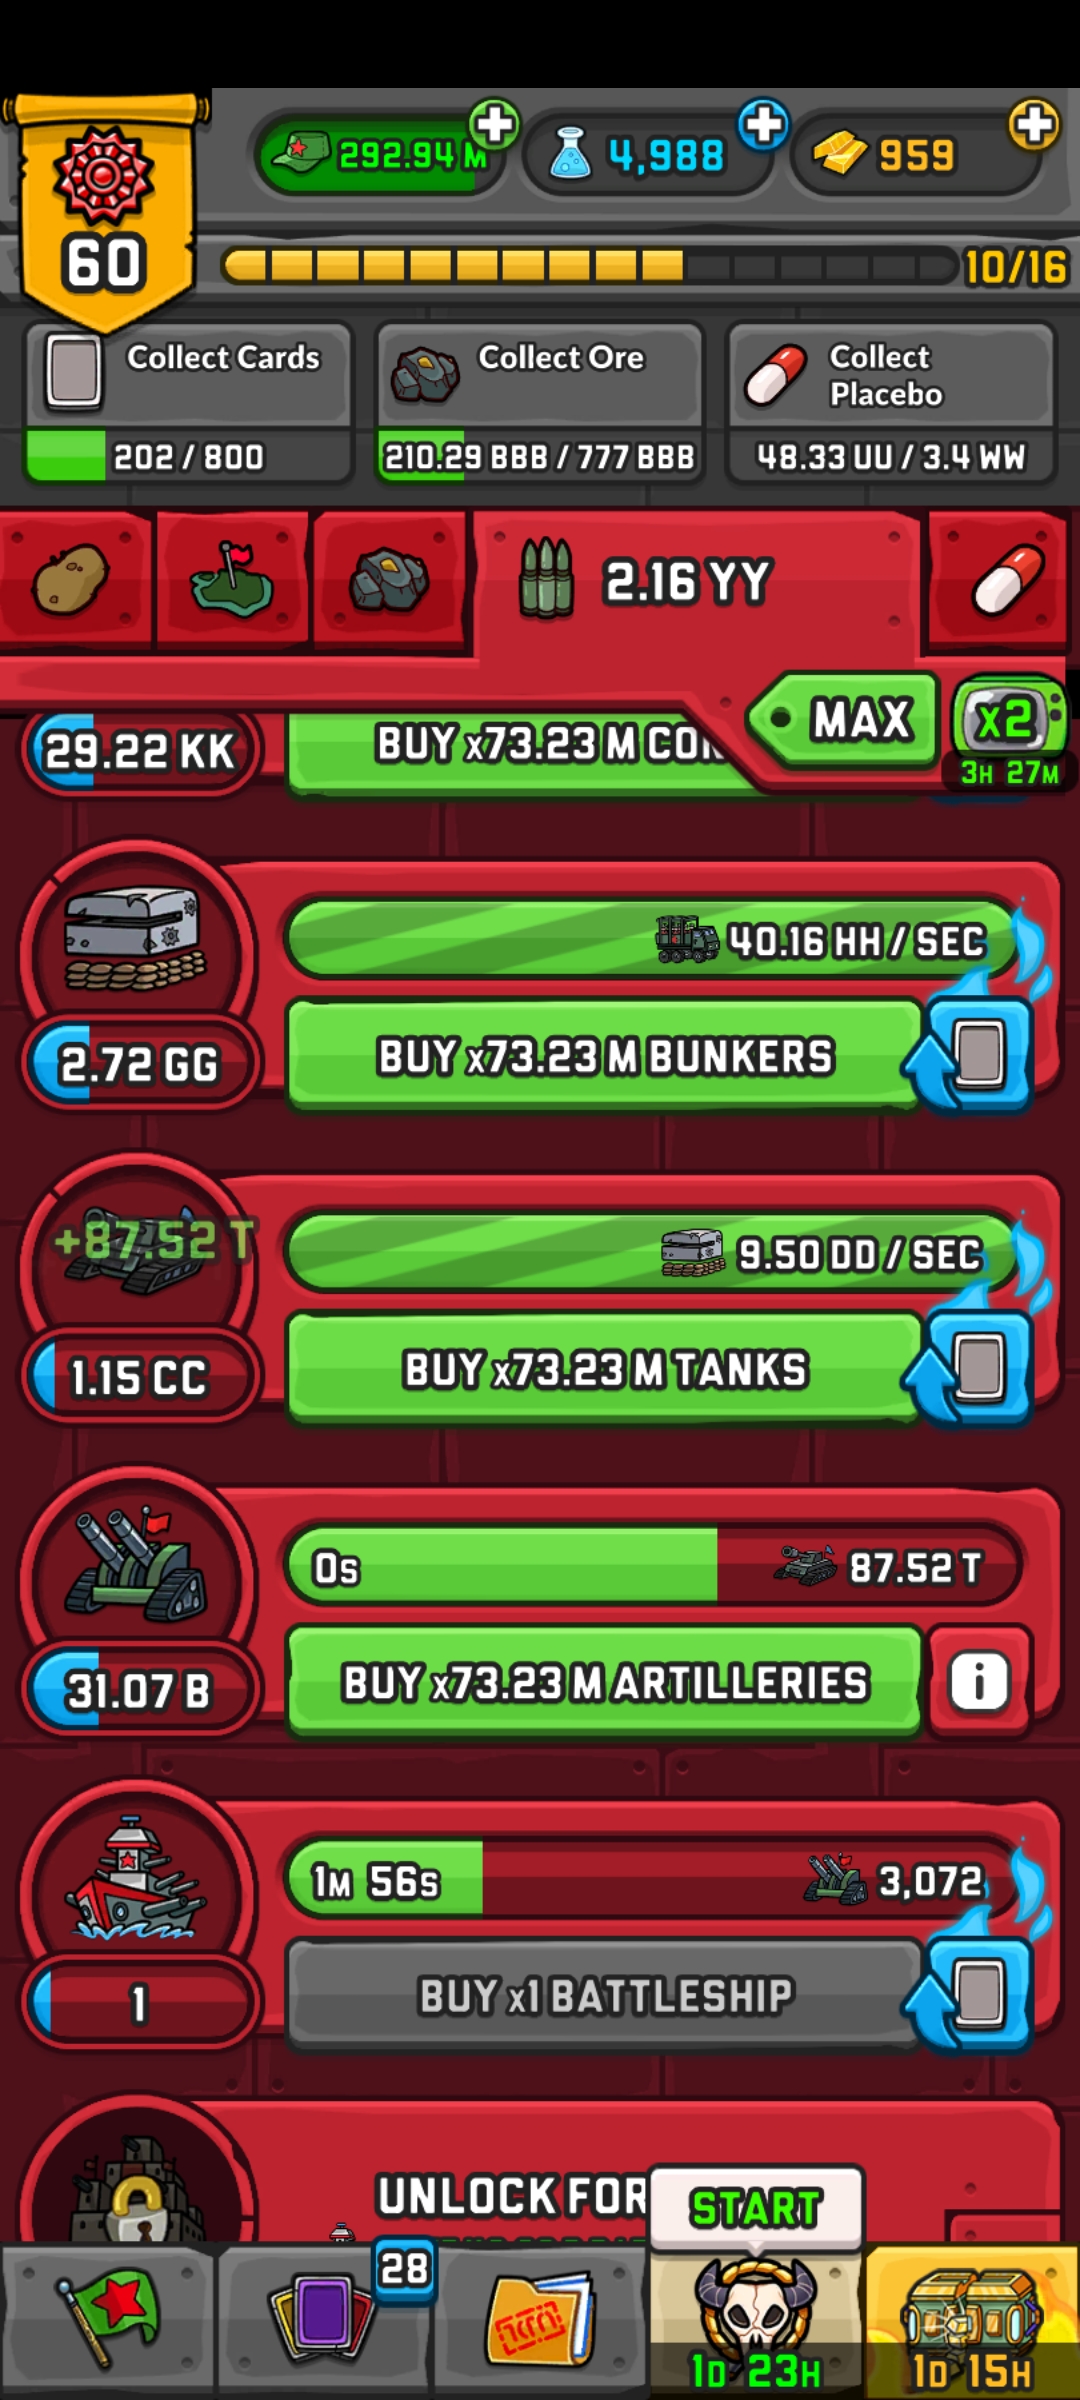 292.94 M
4,988
959
60
10/16
Collect Cards
202 / 800
Collect Ore
210.29 BBB / 777 BBB
Collect
Placebo
48.33 UU / 3.4 WW
2.16 YY
MAX
x2
3H 27M
29.22 KK
BUY x73.23 M
40.16 HH / SEC
2.72 GG
BUY x73.23 M BUNKERS
+87.52 T
9.50 DD / SEC
1.15 CC
BUY x73.23 M TANKS
0s
87.52 T
31.07 B
BUY x73.23 M ARTILLERIES
1M 56s
3,072
1
BUY x1 BATTLESHIP
UNLOCK FOR
START
28
1D 23H
1D 15H